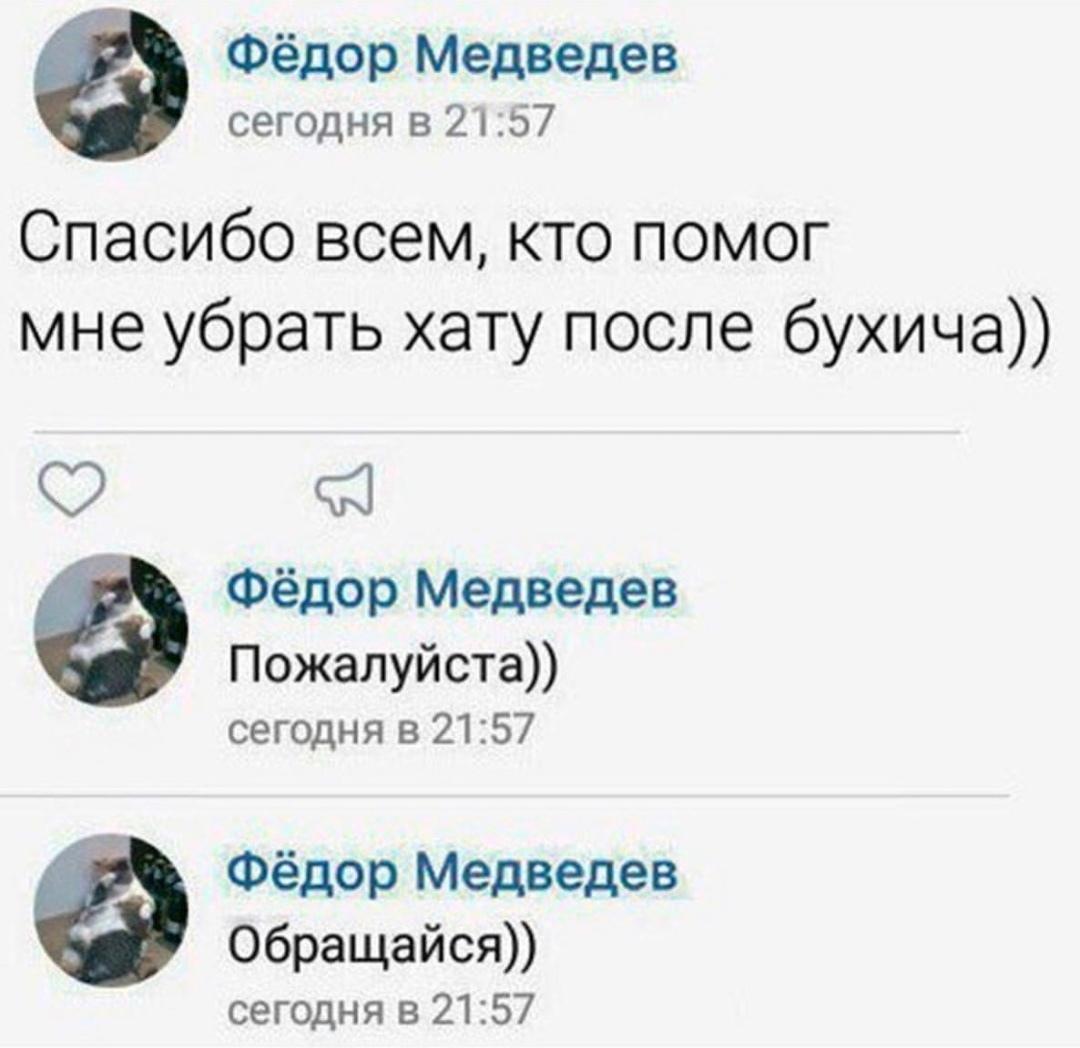 Фёдор Медведев
сегодня в 21:57
Спасибо всем, кто помог
мне убрать хату после бухича))
Фёдор Медведев
Пожалуйста))
сегодня в 21:57
Фёдор Медведев
Обращайся))
сегодня в 21:57